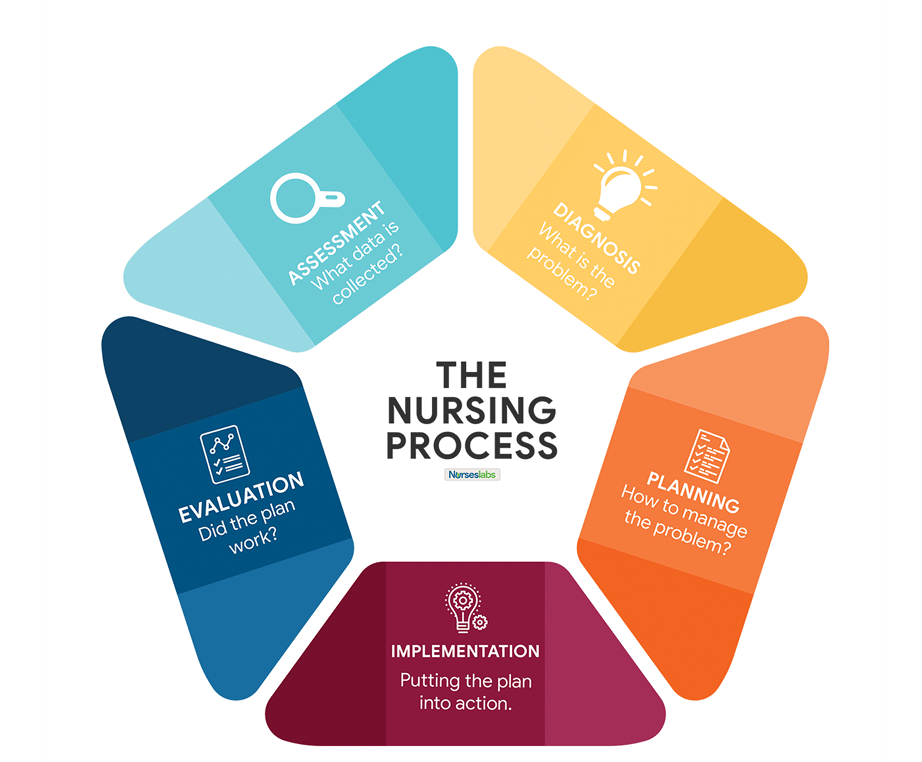 THE
NURSING
PROCESS
Nurseslabs
ASSESSMENT
What data is
collected?
DIAGNOSIS
What is the
problem?
PLANNING
How to manage
the problem?
IMPLEMENTATION
Putting the plan
into action.
EVALUATION
Did the plan
work?